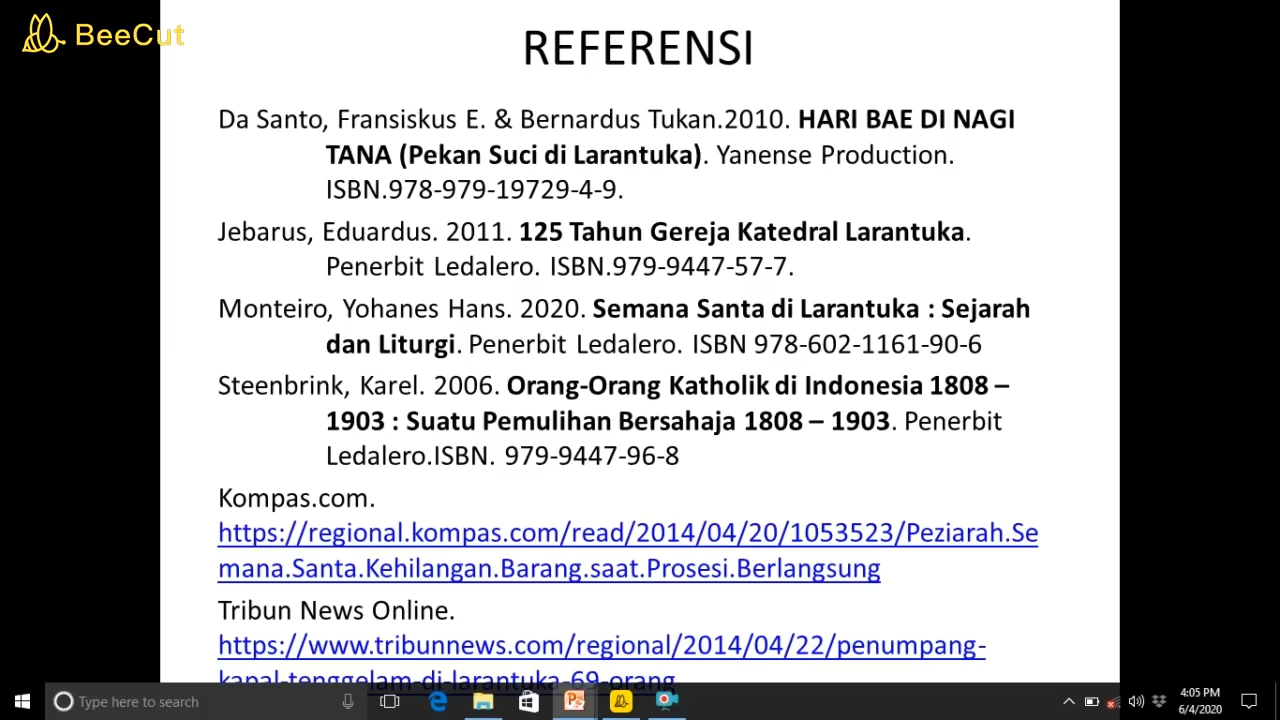 BeeCut
REFERENSI
Da Santo, Fransiskus E. & Bernardus Tukan.2010. HARI BAE DI NAGI
TANA (Pekan Suci di Larantuka). Yanense Production.
ISBN.978-979-19729-4-9.
Jebarus, Eduardus. 2011. 125 Tahun Gereja Katedral Larantuka.
Penerbit Ledalero. ISBN.979-9447-57-7.
Monteiro, Yohanes Hans. 2020. Semana Santa di Larantuka : Sejarah
dan Liturgi. Penerbit Ledalero. ISBN 978-602-1161-90-6
Steenbrink, Karel. 2006. Orang-Orang Katholik di Indonesia 1808 –
1903 : Suatu Pemulihan Bersahaja 1808 – 1903. Penerbit
Ledalero.ISBN. 979-9447-96-8
Kompas.com.
https://regional.kompas.com/read/2014/04/20/1053523/Peziarah.Se
mana.Santa.Kehilangan.Barang.saat.Prosesi.Berlangsung
Tribun News Online.
https://www.tribunnews.com/regional/2014/04/22/penumpang-
kapal-tenggelam-di-larantuka-69-orang
Type here to search
4:05 PM
6/4/2020